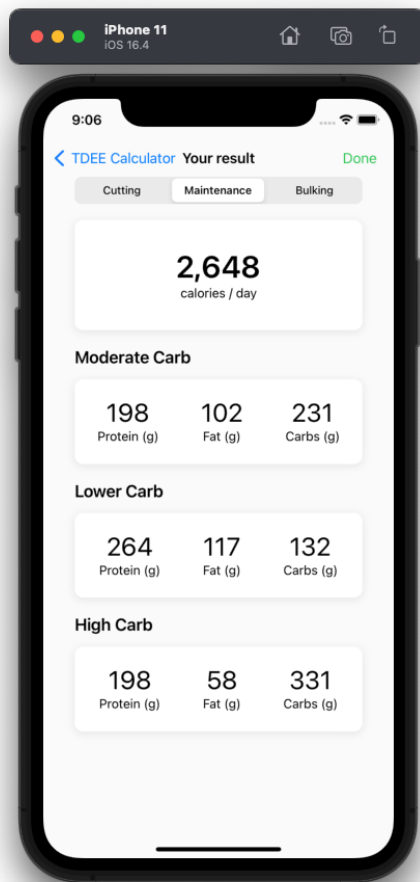 iPhone 11
iOS 16.4
9:06
TDEE Calculator Your result Done
Cutting Maintenance Bulking
2,648
calories / day
Moderate Carb
198 102 231
Protein (g) Fat (g) Carbs (g)
Lower Carb
264 117 132
Protein (g) Fat (g) Carbs (g)
High Carb
198 58 331
Protein (g) Fat (g) Carbs (g)